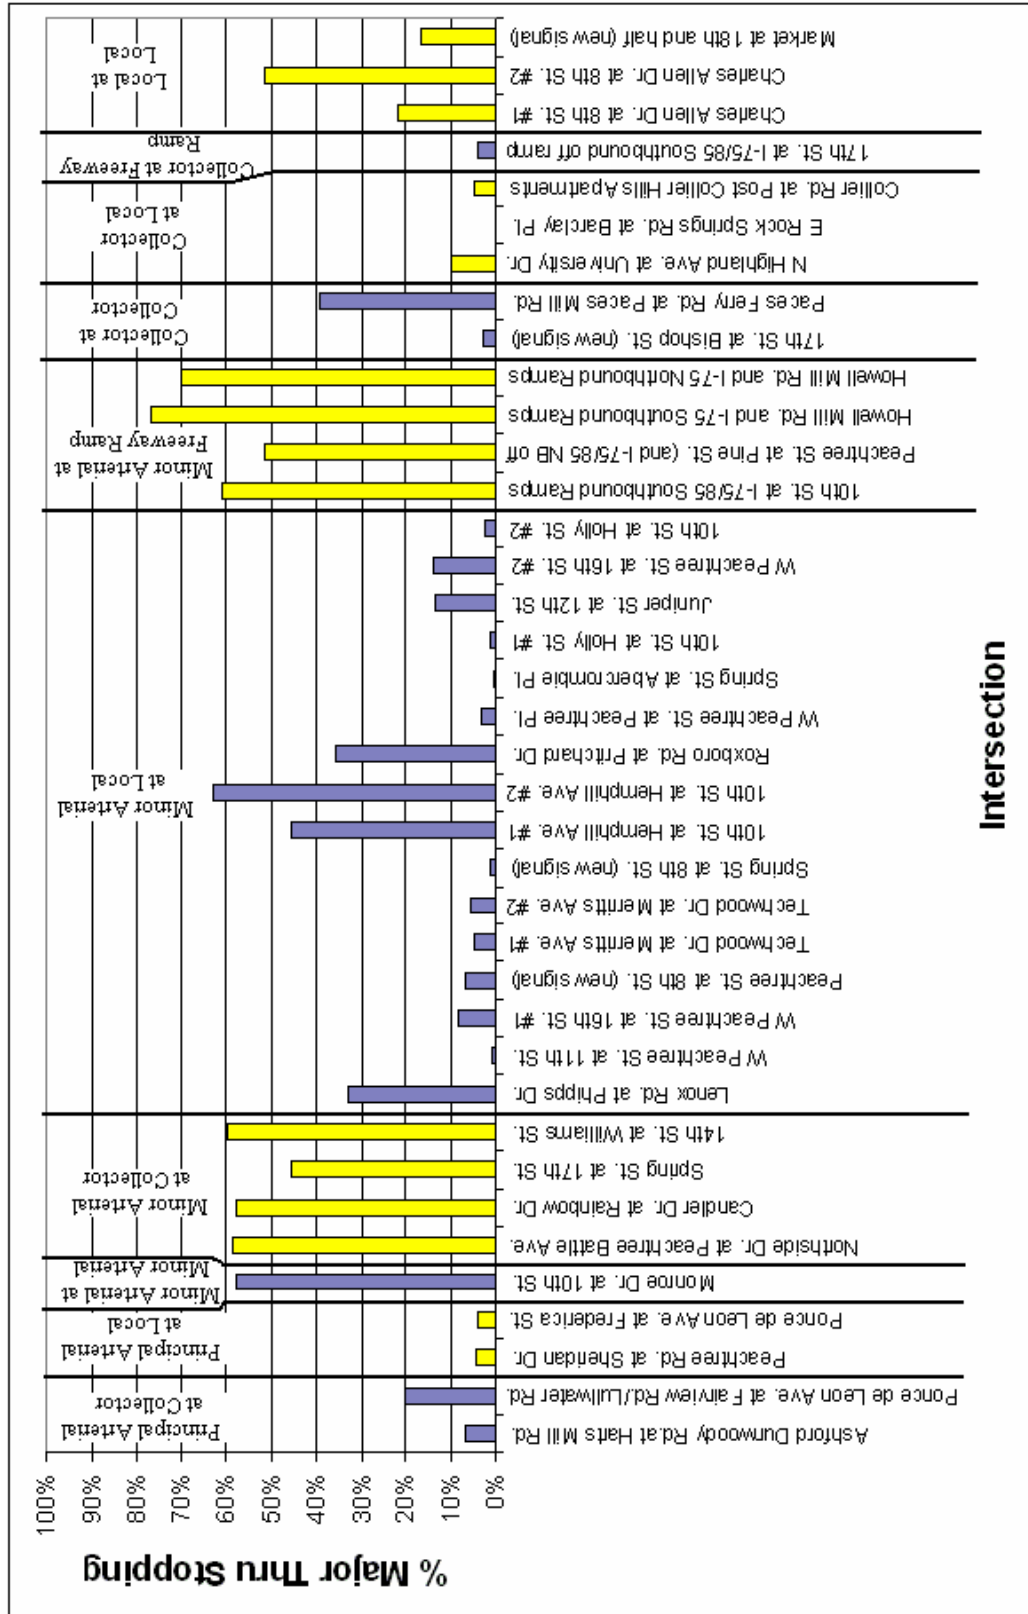 % Major Thru Stopping
100%
90%
80%
70%
60%
50%
40%
30%
20%
10%
0%
Principal Arterial
at Collector
Principal Arterial
at Local
Minor Arterial at
Minor Arterial
Minor Arterial
at Collector
Minor Arterial
at Local
Minor Arterial at
Freeway Ramp
Collector at
Collector
Collector
at Local
Collector at Freeway
Ramp
Local at
Local
Ashford Dunwoody Rd.at Harts Mill Rd.
Ponce de Leon Ave. at Fairview Rd./Lullwater Rd.
Peachtree Rd. at Sheridan Dr.
Ponce de Leon Ave. at Frederica St.
Monroe Dr. at 10th St.
Northside Dr. at Peachtree Battle Ave.
Candler Dr. at Rainbow Dr.
Spring St. at 17th St.
14th St. at Williams St.
Lenox Rd. at Phipps Dr.
W Peachtree St. at 11th St.
W Peachtree St. at 16th St. #1
Peachtree St. at 8th St. (new signal)
Techwood Dr. at Merritts Ave. #1
Techwood Dr. at Merritts Ave. #2
Spring St. at 8th St. (new signal)
10th St. at Hemphill Ave. #1
10th St. at Hemphill Ave. #2
Roxboro Rd. at Pritchard Dr.
W Peachtree St. at Peachtree Pl.
Spring St. at Abercrombie Pl.
10th St. at Holly St. #1
Juniper St. at 12th St.
W Peachtree St. at 16th St. #2
10th St. at Holly St. #2
10th St. at I-75/85 Southbound Ramps
Peachtree St. at Pine St. (and I-75/85 NB off
Howell Mill Rd. and I-75 Southbound Ramps
Howell Mill Rd. and I-75 Northbound Ramps
17th St. at Bishop St. (new signal)
Paces Ferry Rd. at Paces Mill Rd.
N Highland Ave. at University Dr.
E Rock Springs Rd. at Barclay Pl.
Collier Rd. at Post Collier Hills Apartments
17th St. at I-75/85 Southbound off ramp
Charles Allen Dr. at 8th St. #1
Charles Allen Dr. at 8th St. #2
Market at 18th and half (new signal)
Intersection